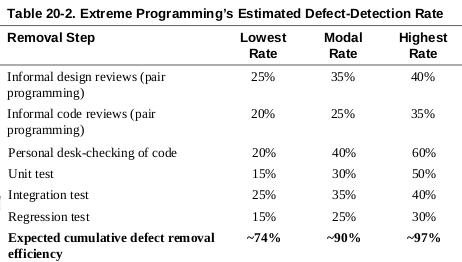 Table 20-2. Extreme Programming's Estimated Defect-Detection Rate
Removal Step Lowest Rate Modal Rate Highest Rate
Informal design reviews (pair programming) 25% 35% 40%
Informal code reviews (pair programming) 20% 25% 35%
Personal desk-checking of code 20% 40% 60%
Unit test 15% 30% 50%
Integration test 25% 35% 40%
Regression test 15% 25% 30%
Expected cumulative defect removal efficiency ~74% ~90% ~97%